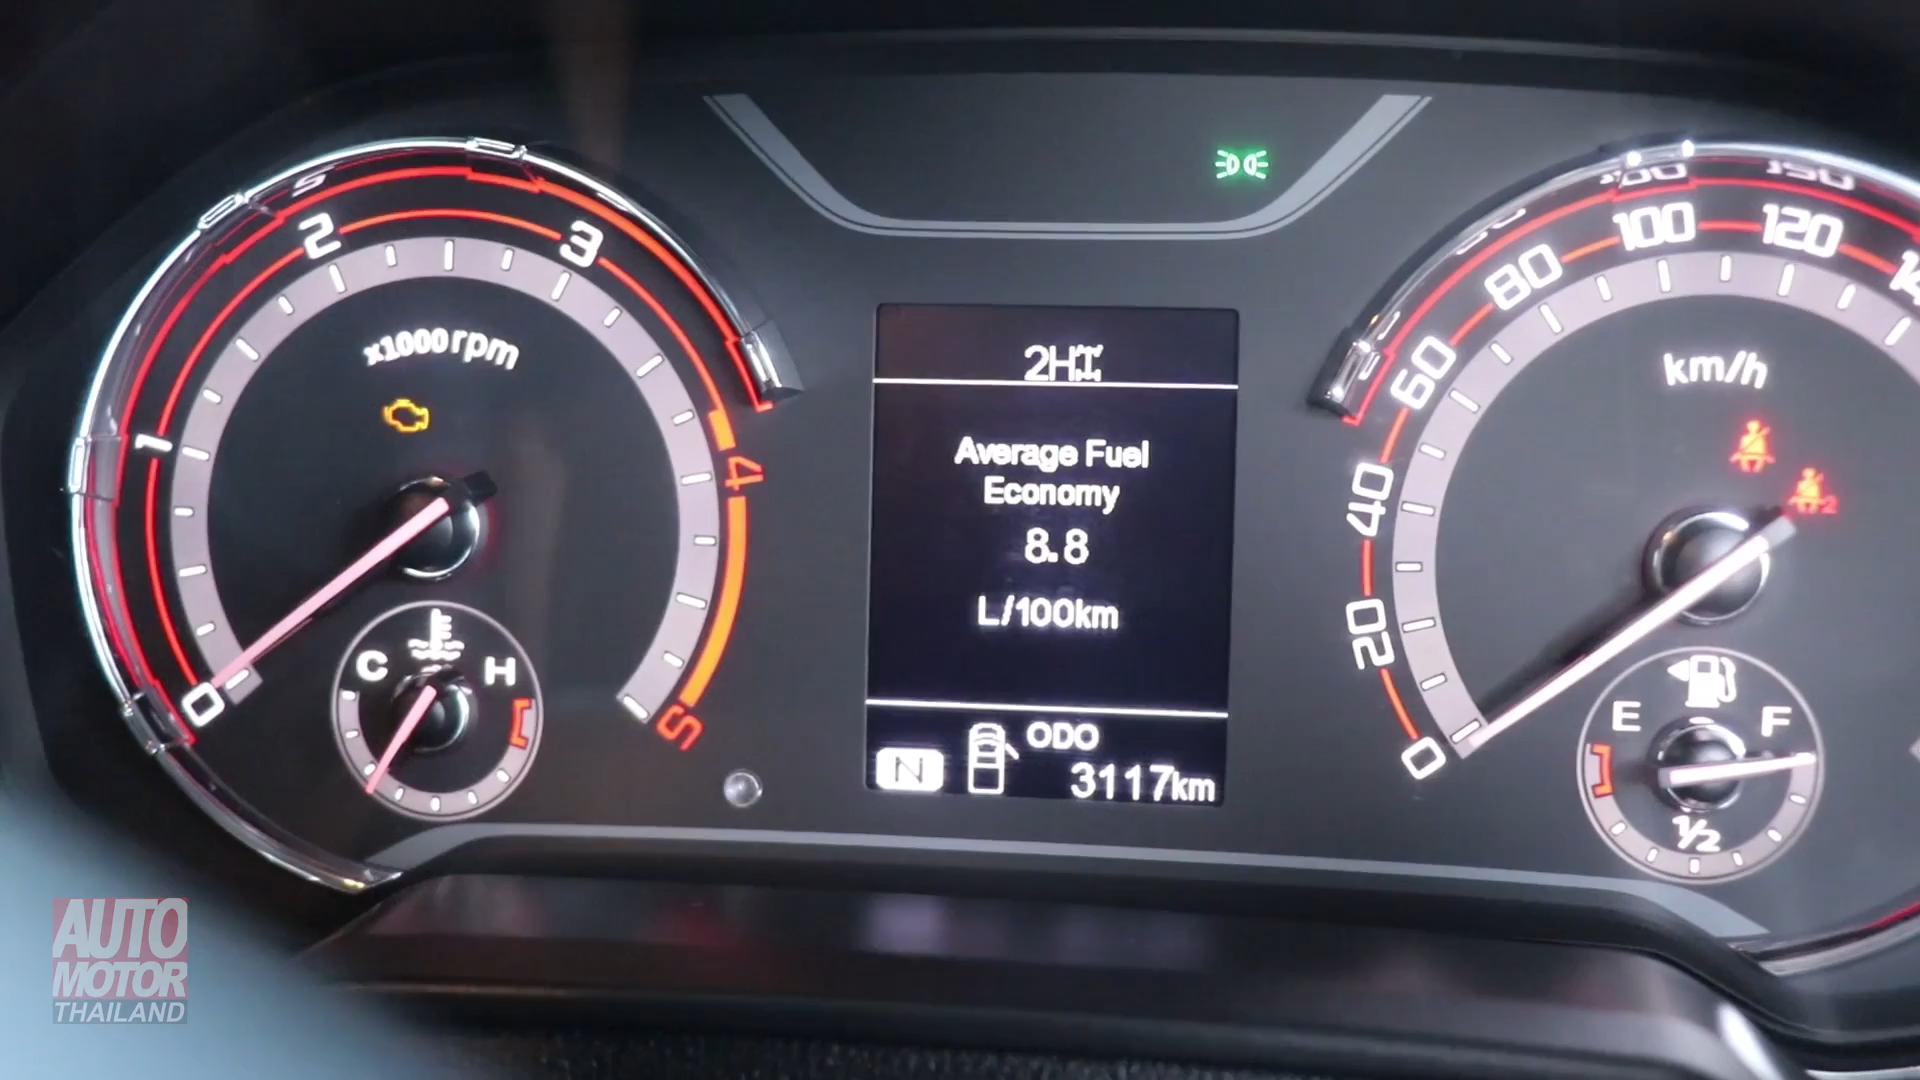 x1000rpm
0
1
2
3
4
5
C
H
2H
Average Fuel
Economy
8.8
L/100km
N
ODO
3117km
km/h
0
20
40
60
80
100
120
E
F
1/2
2
AUTO
MOTOR
THAILAND